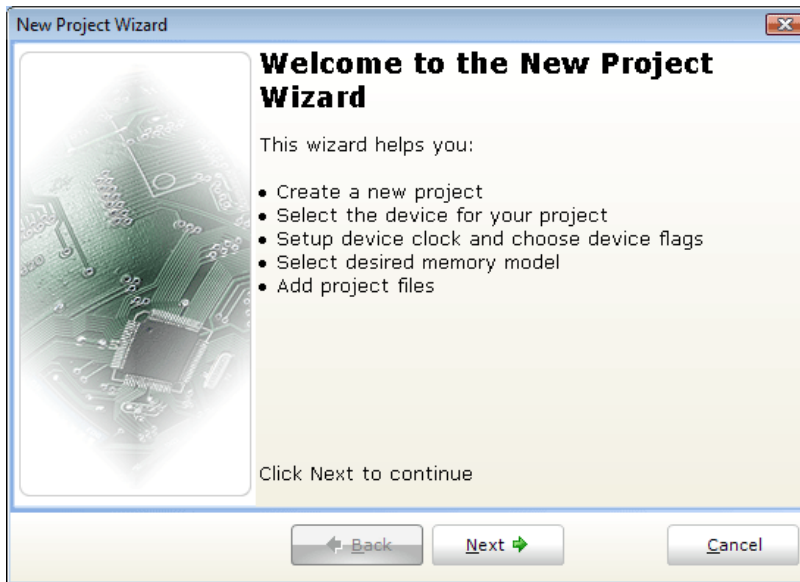 New Project Wizard
Welcome to the New Project
Wizard
This wizard helps you:
• Create a new project
• Select the device for your project
• Setup device clock and choose device flags
• Select desired memory model
• Add project files
Click Next to continue
Back
Next
Cancel